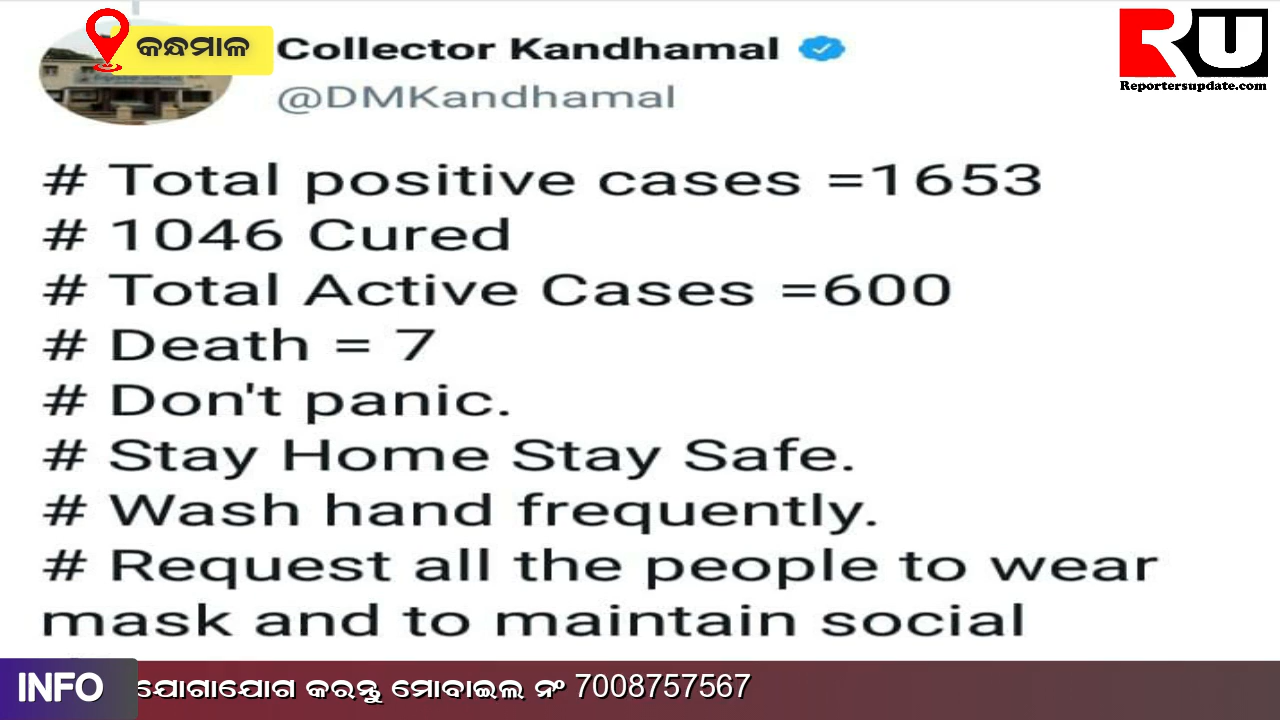 କନ୍ଧମାଳ
Collector Kandhamal
@DMKandhamal
RU
Reportersupdate.com
# Total positive cases =1653
# 1046 Cured
# Total Active Cases =600
# Death = 7
# Don't panic.
# Stay Home Stay Safe.
# Wash hand frequently.
# Request all the people to wear
mask and to maintain social
INFO
ଯୋଗାଯୋଗ କରନ୍ତୁ ମୋବାଇଲ ନଂ 7008757567